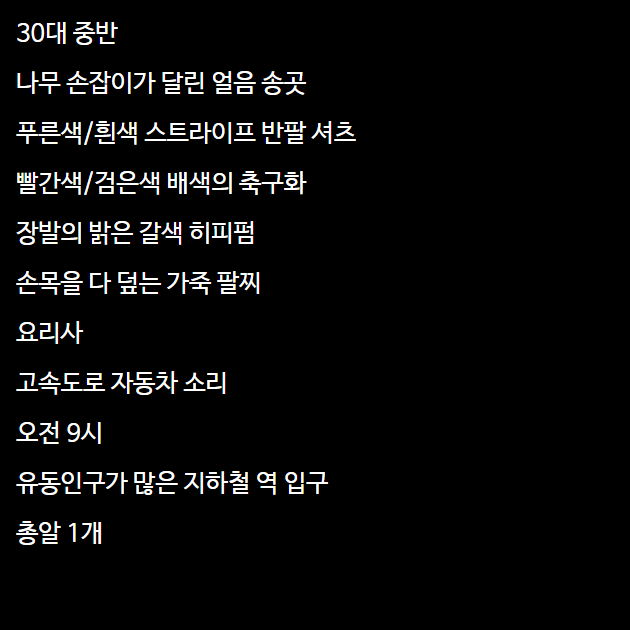 30대 중반
나무 손잡이가 달린 얼음 송곳
푸른색/흰색 스트라이프 반팔 셔츠
빨간색/검은색 배색의 축구화
장발의 밝은 갈색 히피펌
손목을 다 덮는 가죽 팔찌
요리사
고속도로 자동차 소리
오전 9시
유동인구가 많은 지하철 역 입구
총알 1개